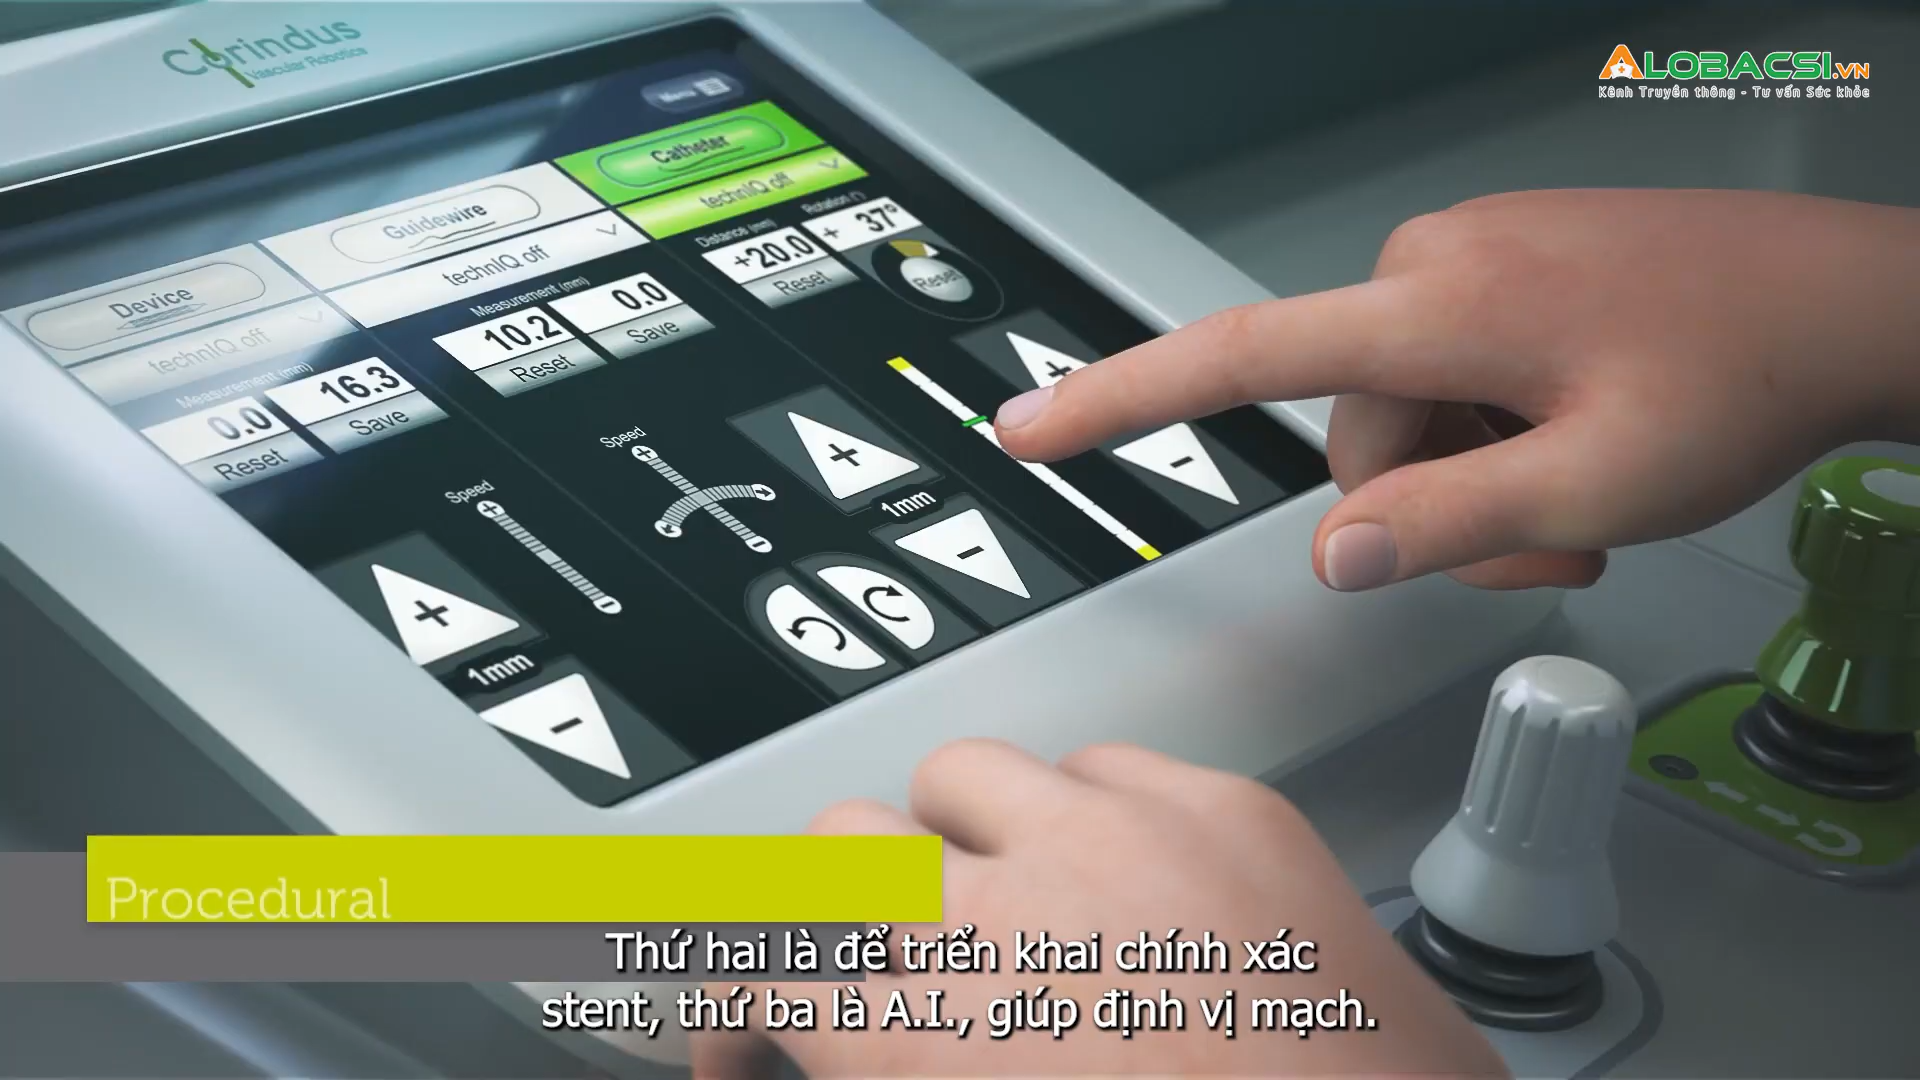 Corindus
Vascular Robotics
ALOBACSI.VN
Kênh Truyền thông - Tư vấn Sức khỏe
Menu
Catheter
techniQ off
Distance (mm)
Rotation (°)
+20.0
+ 37°
Reset
Reset
+
-
Guidewire
techniQ off
Measurement (mm)
10.2
0.0
Reset
Save
Speed
+
-
+
1mm
-
Device
techniQ off
Measurement (mm)
0.0
16.3
Reset
Save
Speed
+
-
+
1mm
-
Procedural
Thứ hai là để triển khai chính xác
stent, thứ ba là A.I., giúp định vị mạch.